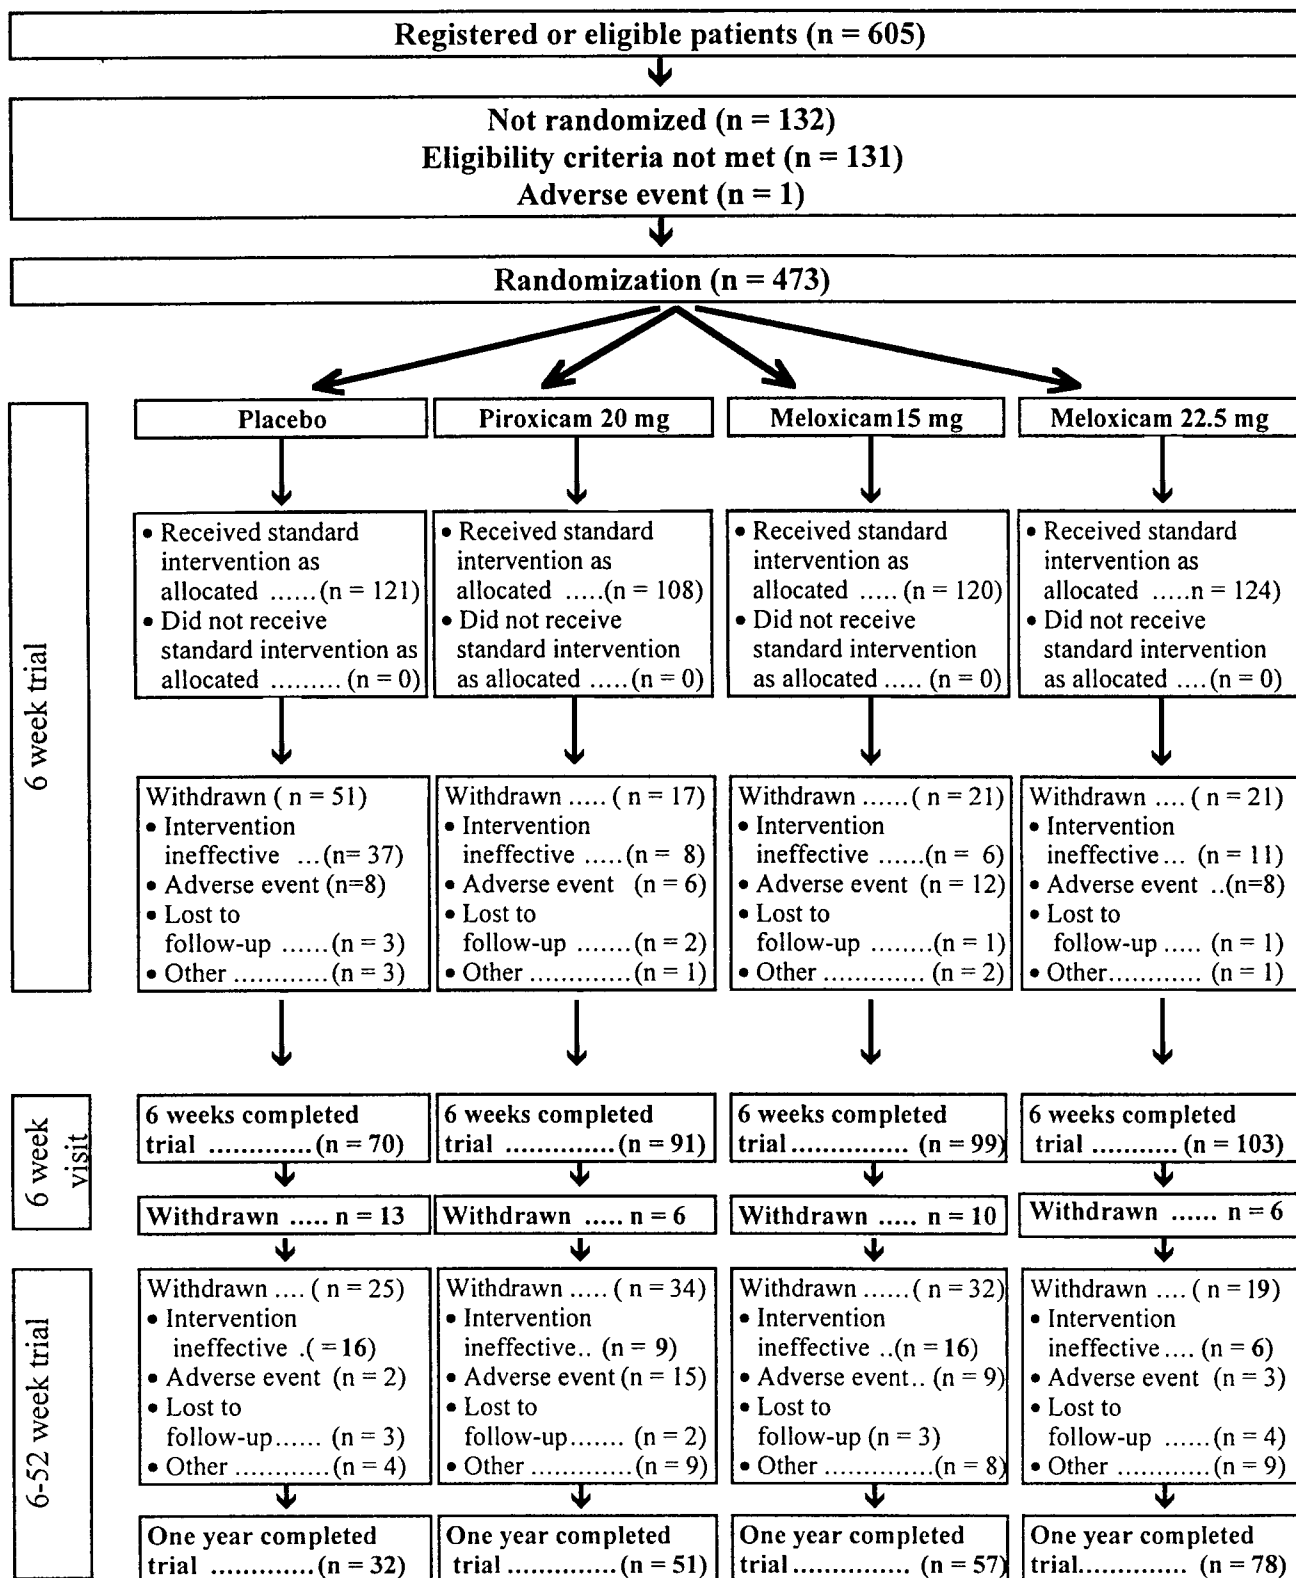 Registered or eligible patients (n = 605)
Not randomized (n = 132)
Eligibility criteria not met (n = 131)
Adverse event (n = 1)
Randomization (n = 473)
6 week trial
Placebo
• Received standard
intervention as
allocated ...... (n = 121)
• Did not receive
standard intervention as
allocated ......... (n = 0)
Withdrawn ( n = 51)
• Intervention
ineffective ...(n= 37)
• Adverse event (n=8)
• Lost to
follow-up ......(n = 3)
• Other ............(n = 3)
Piroxicam 20 mg
• Received standard
intervention as
allocated .....(n = 108)
• Did not receive
standard intervention
as allocated .....(n = 0)
Withdrawn ..... ( n = 17)
• Intervention
ineffective .....(n = 8)
• Adverse event (n = 6)
• Lost to
follow-up .......(n = 2)
• Other ............(n = 1)
Meloxicam15 mg
• Received standard
intervention as
allocated ......(n = 120)
• Did not receive
standard intervention
as allocated ..... (n = 0)
Withdrawn ......( n = 21)
• Intervention
ineffective ......(n = 6)
• Adverse event (n = 12)
• Lost to
follow-up ........(n = 1)
• Other ............(n = 2)
Meloxicam 22.5 mg
• Received standard
intervention as
allocated .....n = 124)
• Did not receive
standard intervention
as allocated ....(n = 0)
Withdrawn .... ( n = 21)
• Intervention
ineffective ... (n = 11)
• Adverse event ..(n=8)
• Lost to
follow-up ..... (n = 1)
• Other............(n = 1)
6 week
visit
6 weeks completed
trial .............(n = 70)
6 weeks completed
trial ..............(n = 91)
6 weeks completed
trial............... (n = 99)
6 weeks completed
trial ........... (n = 103)
Withdrawn ..... n = 13
Withdrawn ..... n = 6
Withdrawn ..... n = 10
Withdrawn ...... n = 6
6-52 week trial
Withdrawn .... ( n = 25)
• Intervention
ineffective .( =16)
• Adverse event (n = 2)
• Lost to
follow-up...... (n = 3)
• Other ............(n = 4)
One year completed
trial .............(n = 32)
Withdrawn ..... ( n = 34)
• Intervention
ineffective.. (n = 9)
• Adverse event (n = 15)
• Lost to
follow-up....... (n = 2)
• Other ............(n = 9)
One year completed
trial ..............(n = 51)
Withdrawn ......( n = 32)
• Intervention
ineffective ..(n = 16)
• Adverse event.. (n = 9)
• Lost to
follow-up (n = 3)
• Other ..............(n = 8)
One year completed
trial............... (n = 57)
Withdrawn .... ( n = 19)
• Intervention
ineffective.... (n = 6)
• Adverse event (n = 3)
• Lost to
follow-up ......(n = 4)
• Other ............(n = 9)
One year completed
trial............. (n = 78)